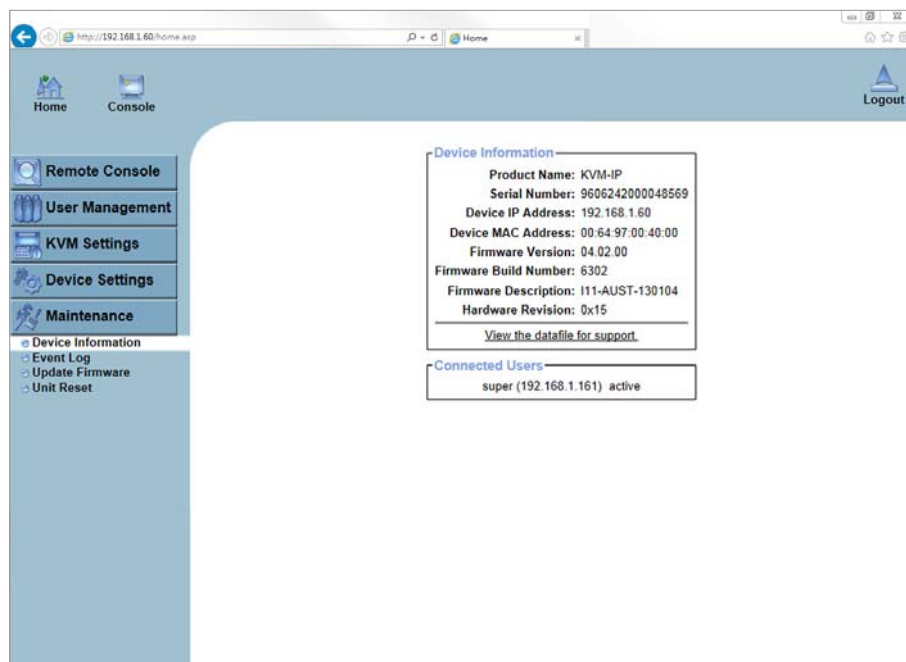 http://192.168.1.60/home.asp
Home
Home
Console
Logout
Remote Console
User Management
KVM Settings
Device Settings
Maintenance
Device Information
Event Log
Update Firmware
Unit Reset
Device Information
Product Name: KVM-IP
Serial Number: 9606242000048569
Device IP Address: 192.168.1.60
Device MAC Address: 00:64:97:00:40:00
Firmware Version: 04.02.00
Firmware Build Number: 6302
Firmware Description: I11-AUST-130104
Hardware Revision: 0x15
View the datafile for support.
Connected Users
super (192.168.1.161) active